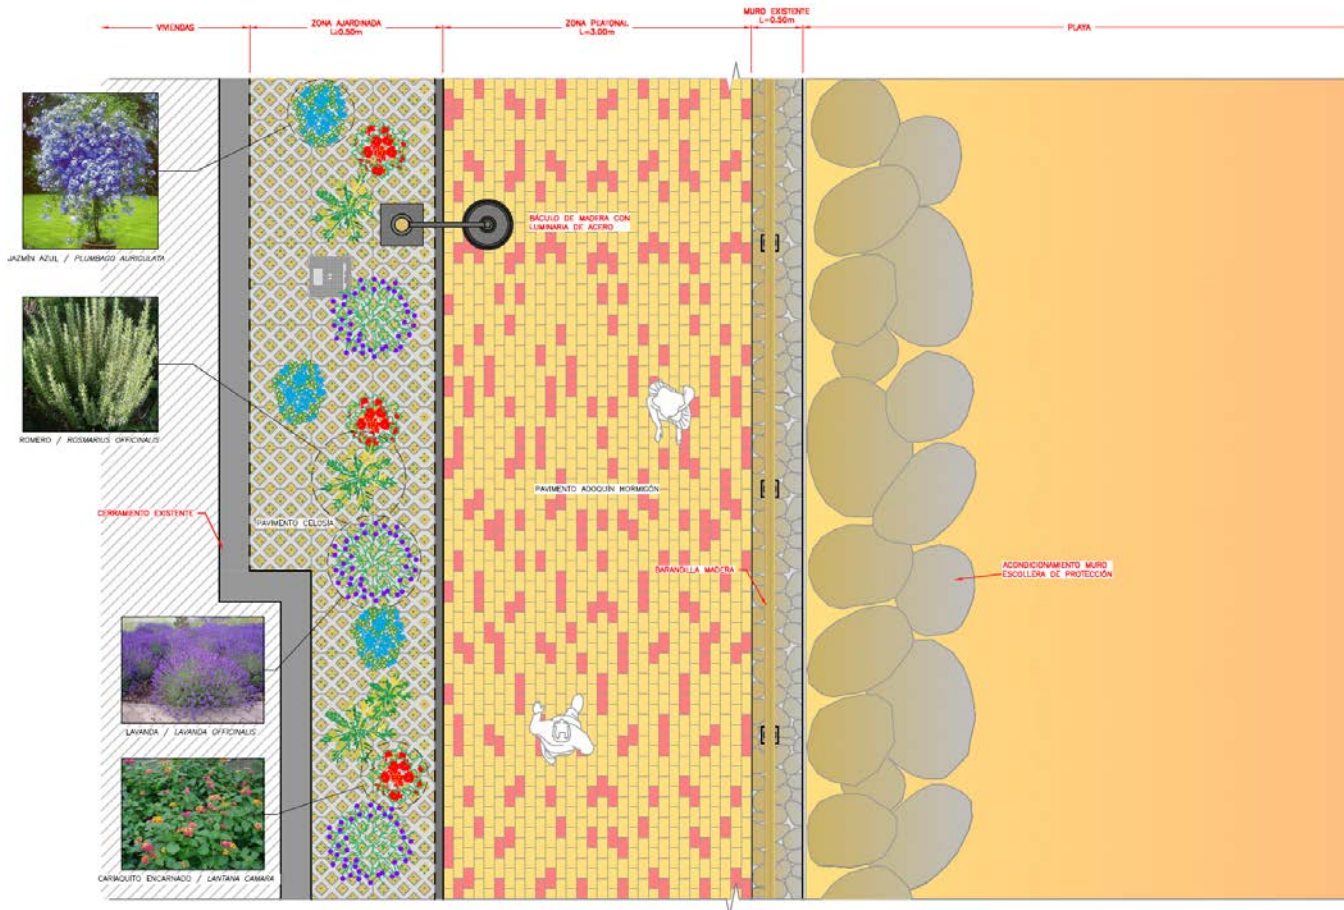 VIVIENDAS
ZONA AJARDINADA
L≥0.50m
ZONA PEATONAL
L=3.00m
MURO EXISTENTE
L=0.50m
PLAYA
JAZMÍN AZUL / PLUMBAGO AURICULATA
BÁCULO DE MADERA CON
LUMINARIA DE ACERO
ROMERO / ROSMARIUS OFFICINALIS
PAVIMENTO ADOQUÍN HORMIGÓN
CERRAMIENTO EXISTENTE
PAVIMENTO CELOSÍA
BARANDILLA MADERA
ACONDICIONAMIENTO MURO
ESCOLLERA DE PROTECCIÓN
LAVANDA / LAVANDA OFFICINALIS
CARIAQUITO ENCARNADO / LANTANA CAMARA